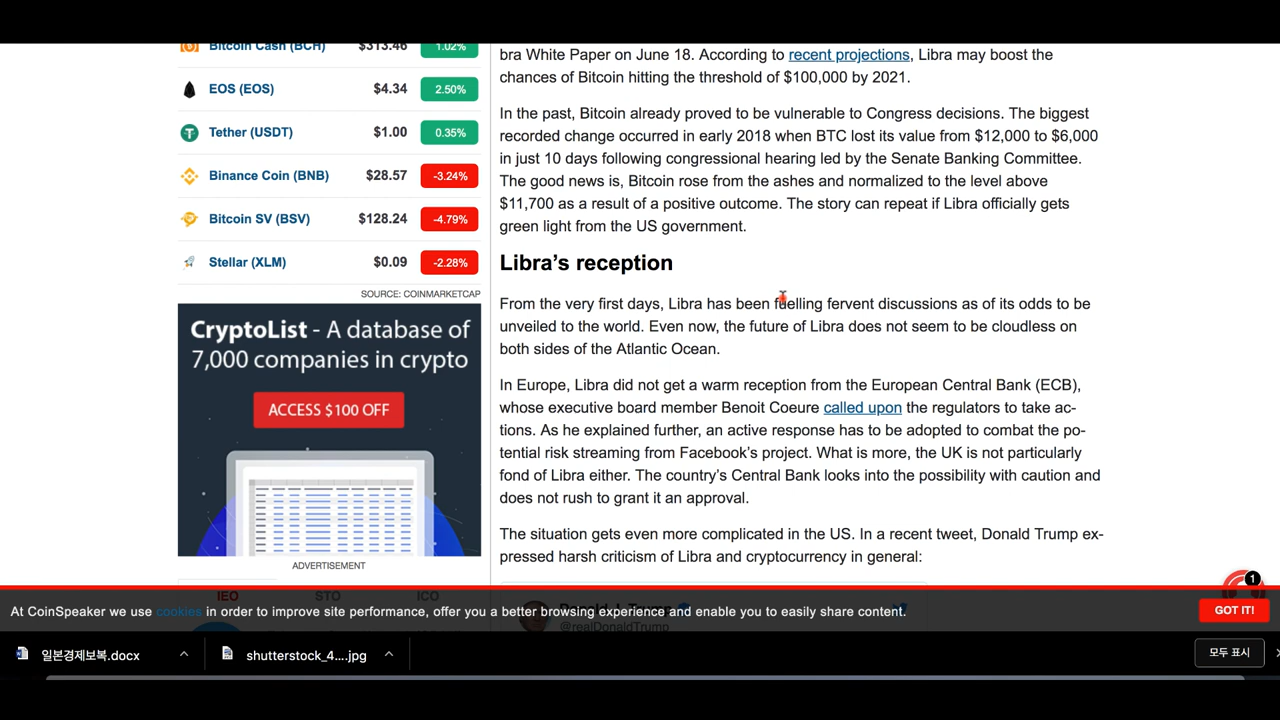 Bitcoin Cash (BCH) $313.46 1.02%
EOS (EOS) $4.34 2.50%
Tether (USDT) $1.00 0.35%
Binance Coin (BNB) $28.57 -3.24%
Bitcoin SV (BSV) $128.24 -4.79%
Stellar (XLM) $0.09 -2.28%
SOURCE: COINMARKETCAP
CryptoList - A database of
7,000 companies in crypto
ACCESS $100 OFF
ADVERTISEMENT
IEO STO ICO
bra White Paper on June 18. According to recent projections, Libra may boost the
chances of Bitcoin hitting the threshold of $100,000 by 2021.
In the past, Bitcoin already proved to be vulnerable to Congress decisions. The biggest
recorded change occurred in early 2018 when BTC lost its value from $12,000 to $6,000
in just 10 days following congressional hearing led by the Senate Banking Committee.
The good news is, Bitcoin rose from the ashes and normalized to the level above
$11,700 as a result of a positive outcome. The story can repeat if Libra officially gets
green light from the US government.
Libra's reception
From the very first days, Libra has been fuelling fervent discussions as of its odds to be
unveiled to the world. Even now, the future of Libra does not seem to be cloudless on
both sides of the Atlantic Ocean.
In Europe, Libra did not get a warm reception from the European Central Bank (ECB),
whose executive board member Benoit Coeure called upon the regulators to take ac-
tions. As he explained further, an active response has to be adopted to combat the po-
tential risk streaming from Facebook's project. What is more, the UK is not particularly
fond of Libra either. The country's Central Bank looks into the possibility with caution and
does not rush to grant it an approval.
The situation gets even more complicated in the US. In a recent tweet, Donald Trump ex-
pressed harsh criticism of Libra and cryptocurrency in general:
Donald J. Trump
@realDonaldTrump
1
At CoinSpeaker we use cookies in order to improve site performance, offer you a better browsing experience and enable you to easily share content.
GOT IT!
일본경제보복.docx
shutterstock_4....jpg
모두 표시